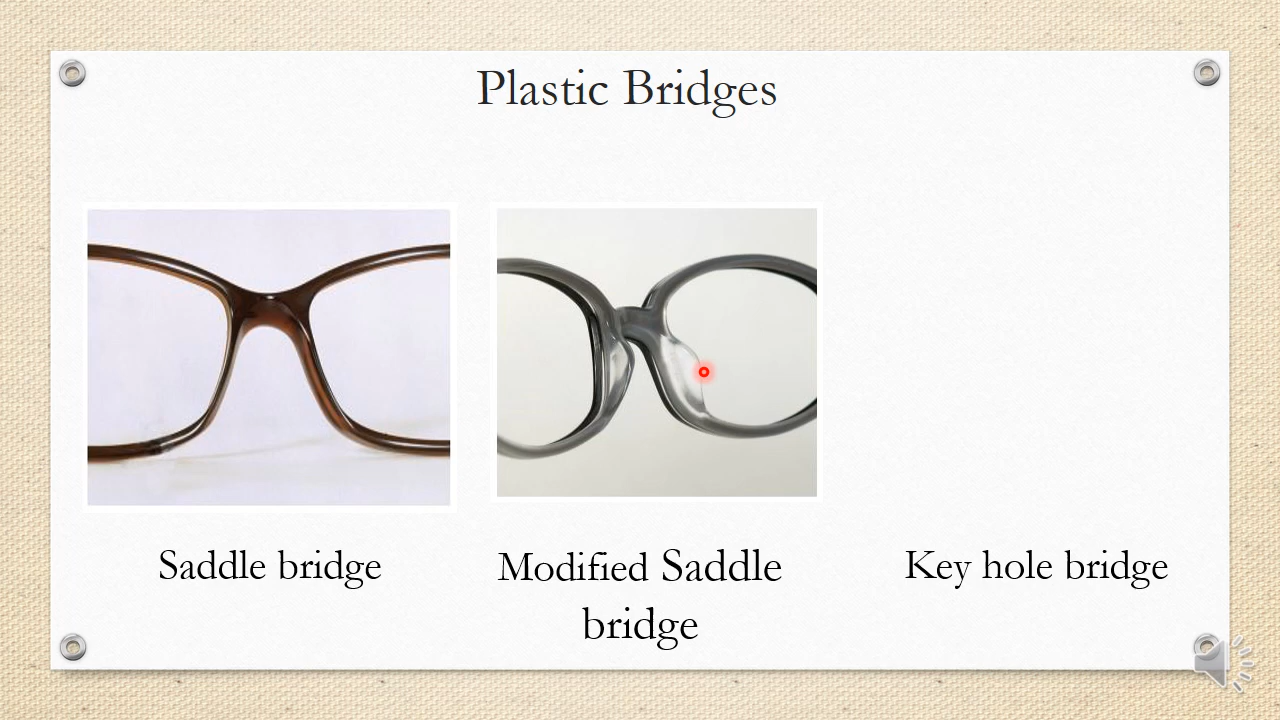 Plastic Bridges
Saddle bridge
Modified Saddle
bridge
Key hole bridge